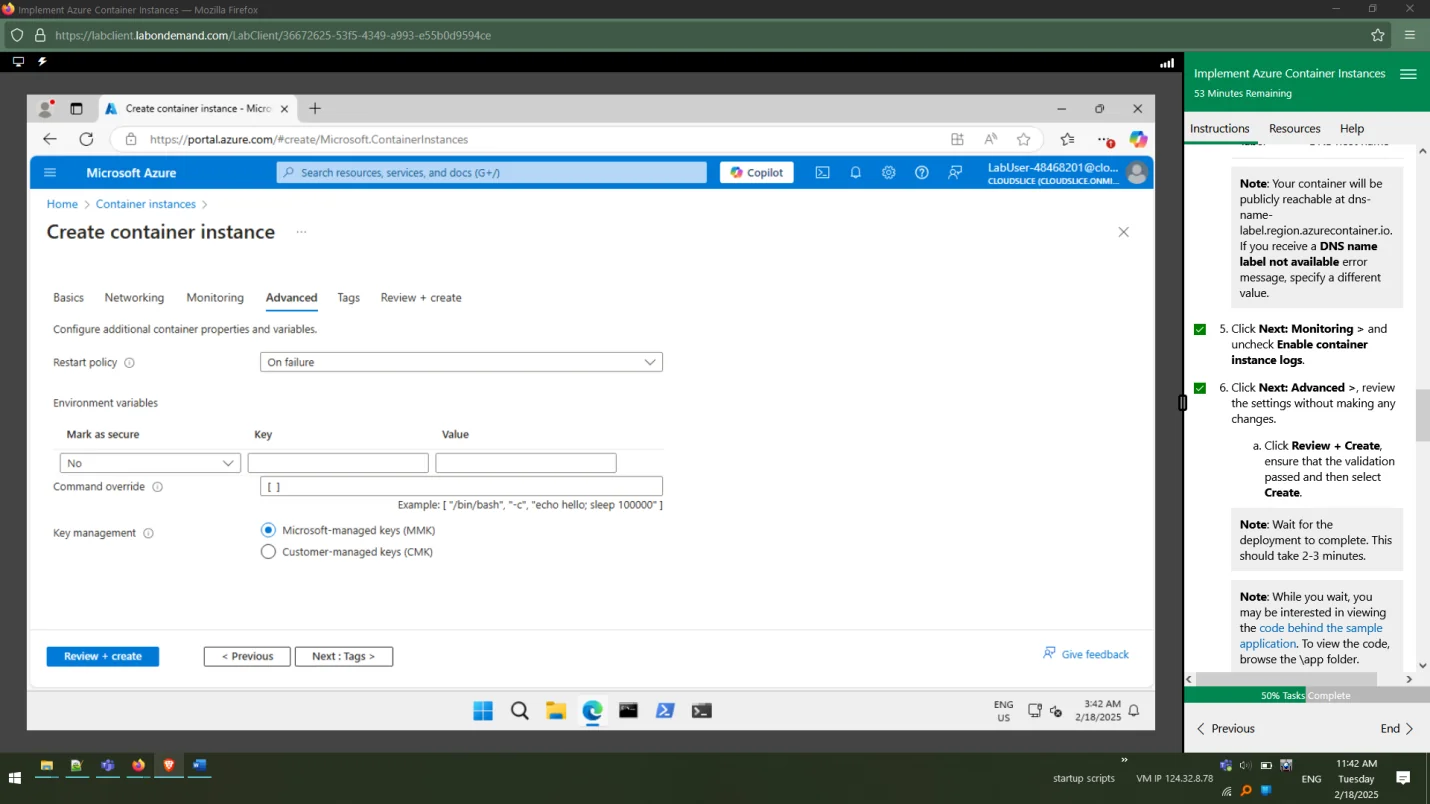 Implement Azure Container Instances — Mozilla Firefox
https://labclient.labondemand.com/LabClient/36672625-53f5-4349-a993-e55b0d9594ce
Create container instance - Micro
https://portal.azure.com/#create/Microsoft.ContainerInstances
Microsoft Azure
Search resources, services, and docs (G+/)
Copilot
LabUser-48468201@clo...
CLOUDSLICE (CLOUDSLICE.ONMI...
Home > Container instances >
Create container instance ...
Basics Networking Monitoring Advanced Tags Review + create
Configure additional container properties and variables.
Restart policy On failure
Environment variables
Mark as secure Key Value
No
Command override [ ]
Example: [ "/bin/bash", "-c", "echo hello; sleep 100000" ]
Key management Microsoft-managed keys (MMK)
Customer-managed keys (CMK)
Review + create < Previous Next : Tags > Give feedback
ENG
US
3:42 AM
2/18/2025
Implement Azure Container Instances
53 Minutes Remaining
Instructions Resources Help
Note: Your container will be
publicly reachable at dns-
name-
label.region.azurecontainer.io.
If you receive a DNS name
label not available error
message, specify a different
value.
5. Click Next: Monitoring > and
uncheck Enable container
instance logs.
6. Click Next: Advanced >, review
the settings without making any
changes.
a. Click Review + Create,
ensure that the validation
passed and then select
Create.
Note: Wait for the
deployment to complete. This
should take 2-3 minutes.
Note: While you wait, you
may be interested in viewing
the code behind the sample
application. To view the code,
browse the \app folder.
50% Tasks Complete
< Previous End >
startup scripts
VM IP 124.32.8.78
ENG
11:42 AM
Tuesday
2/18/2025